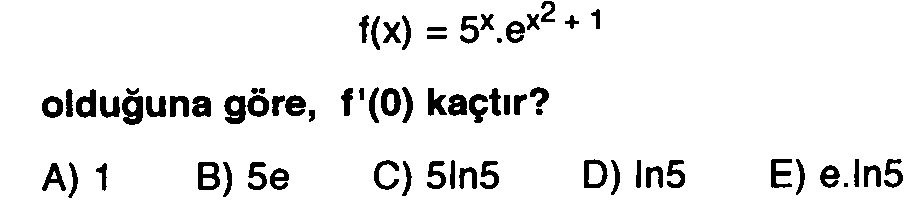 f(x) = 5ˣ.eˣ² ⁺ ¹
olduğuna göre, f'(0) kaçtır?
A) 1 B) 5e C) 5ln5 D) ln5 E) e.ln5